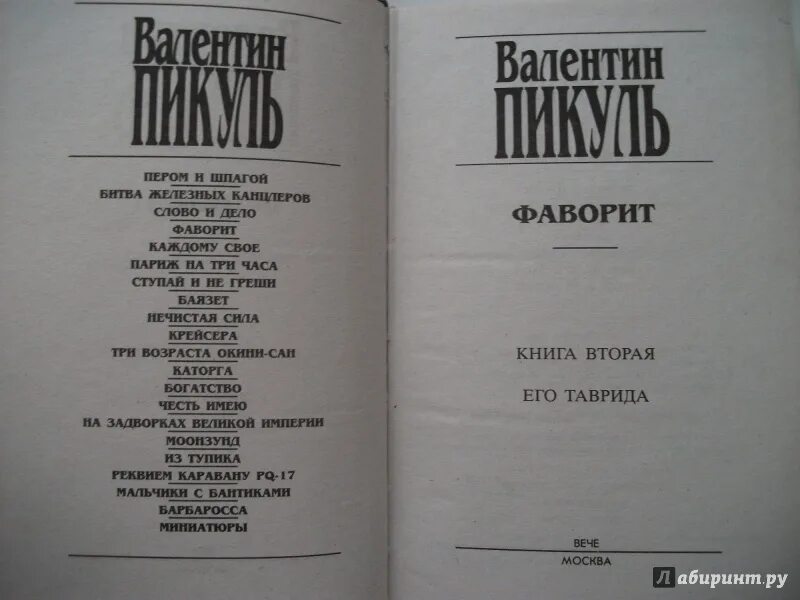 Валентин
ПИКУЛЬ
ПЕРОМ И ШПАГОЙ
БИТВА ЖЕЛЕЗНЫХ КАНЦЛЕРОВ
СЛОВО И ДЕЛО
ФАВОРИТ
КАЖДОМУ СВОЕ
ПАРИЖ НА ТРИ ЧАСА
СТУПАЙ И НЕ ГРЕШИ
БАЯЗЕТ
НЕЧИСТАЯ СИЛА
КРЕЙСЕРА
ТРИ ВОЗРАСТА ОКИНИ-САН
КАТОРГА
БОГАТСТВО
ЧЕСТЬ ИМЕЮ
НА ЗАДВОРКАХ ВЕЛИКОЙ ИМПЕРИИ
МООНЗУНД
ИЗ ТУПИКА
РЕКВИЕМ КАРАВАНУ PQ-17
МАЛЬЧИКИ С БАНТИКАМИ
БАРБАРОССА
МИНИАТЮРЫ
Валентин
ПИКУЛЬ
ФАВОРИТ
КНИГА ВТОРАЯ
ЕГО ТАВРИДА
ВЕЧЕ
МОСКВА
Лабиринт.ру